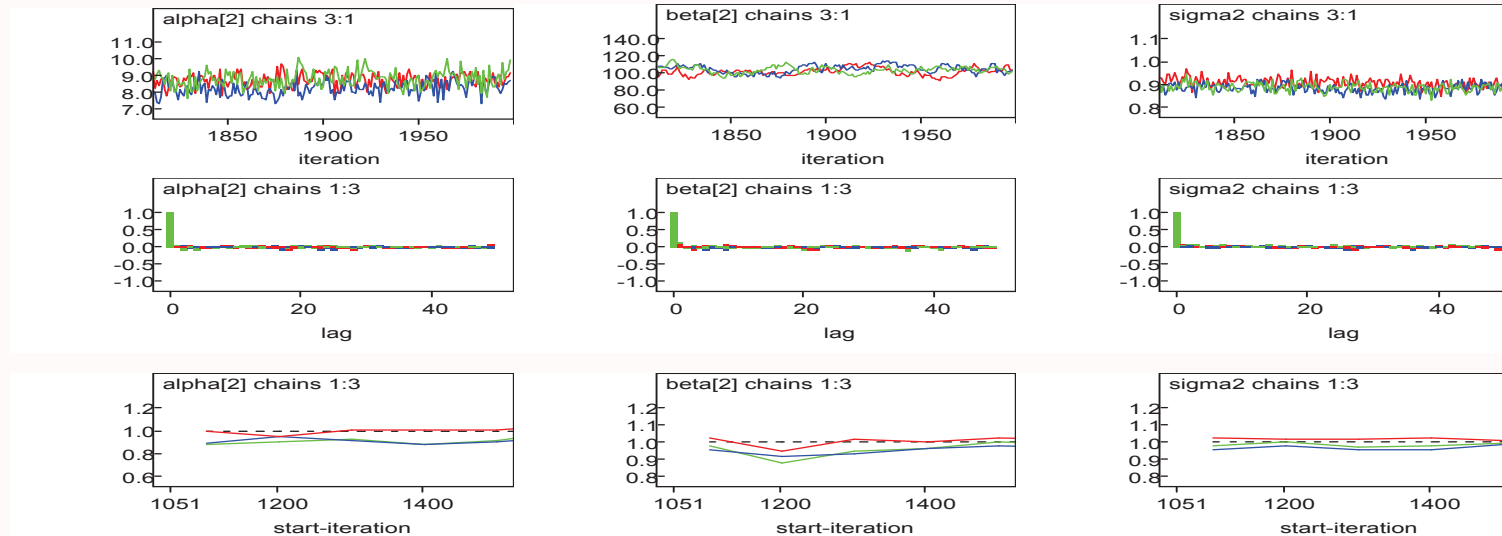 alpha[2] chains 3:1
11.0
10.0
9.0
8.0
7.0
1850 1900 1950
iteration
beta[2] chains 3:1
140.0
120.0
100.0
80.0
60.0
1850 1900 1950
iteration
sigma2 chains 3:1
1.1
1.0
0.9
0.8
1850 1900 1950
iteration
alpha[2] chains 1:3
1.0
0.5
0.0
-0.5
-1.0
0 20 40
lag
beta[2] chains 1:3
1.0
0.5
0.0
-0.5
-1.0
0 20 40
lag
sigma2 chains 1:3
1.0
0.5
0.0
-0.5
-1.0
0 20 40
lag
alpha[2] chains 1:3
1.2
1.0
0.8
0.6
1051 1200 1400
start-iteration
beta[2] chains 1:3
1.2
1.1
1.0
0.9
0.8
1051 1200 1400
start-iteration
sigma2 chains 1:3
1.2
1.1
1.0
0.9
0.8
1051 1200 1400
start-iteration